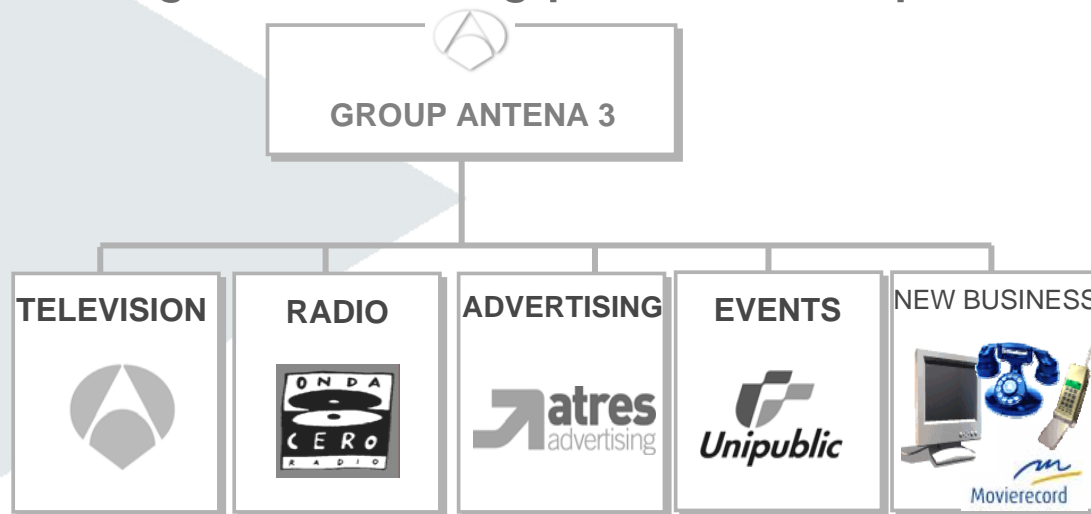 GROUP ANTENA 3
TELEVISION
RADIO
ADVERTISING
EVENTS
NEW BUSINESS
ONDA
CERO
RADIO
atres
advertising
Unipublic
Movierecord